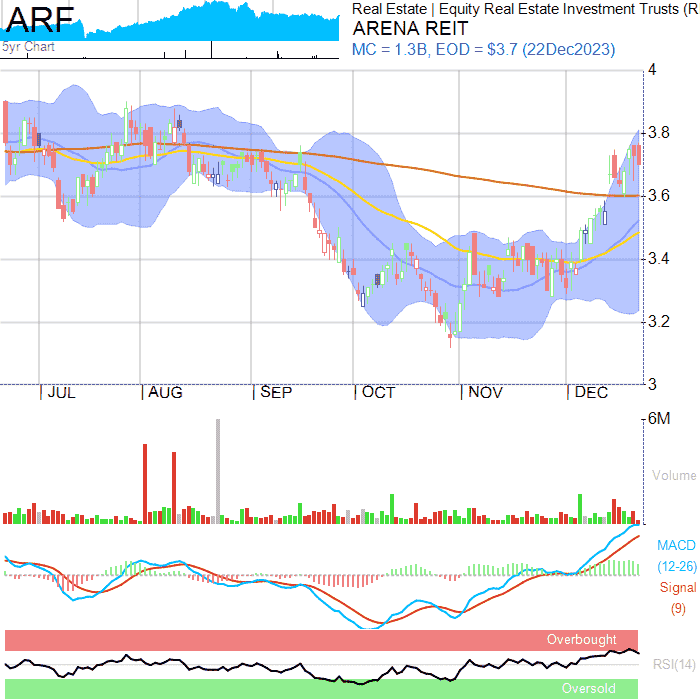 ARF
5yr Chart
Real Estate | Equity Real Estate Investment Trusts (R
ARENA REIT
MC = 1.3B, EOD = $3.7 (22Dec2023)
4
3.8
3.6
3.4
3.2
3
JUL AUG SEP OCT NOV DEC
6M
Volume
MACD
(12-26)
Signal
(9)
Overbought
RSI(14)
Oversold